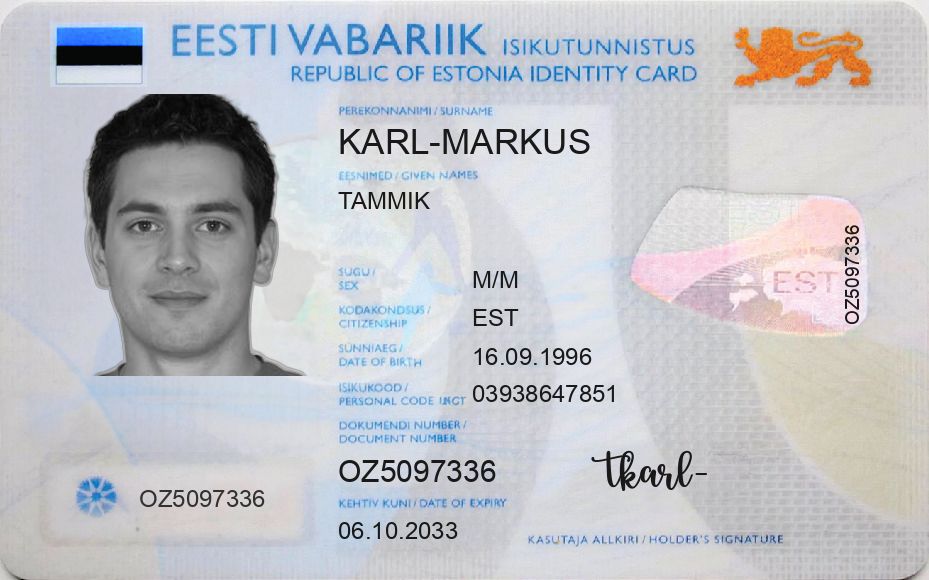 EESTI VABARIIK ISIKUTUNNISTUS
REPUBLIC OF ESTONIA IDENTITY CARD
PEREKONNANIMI / SURNAME
KARL-MARKUS
EESNIMED / GIVEN NAMES
TAMMIK
SUGU /
SEX
M/M
KODAKONDSUS /
CITIZENSHIP
EST
SÜNNIAEG /
DATE OF BIRTH
16.09.1996
ISIKUKOOD /
PERSONAL CODE
03938647851
DOKUMENDI NUMBER /
DOCUMENT NUMBER
OZ5097336
KEHTIV KUNI / DATE OF EXPIRY
06.10.2033
OZ5097336
EST
OZ5097336
tkarl-
KASUTAJA ALLKIRI / HOLDER'S SIGNATURE